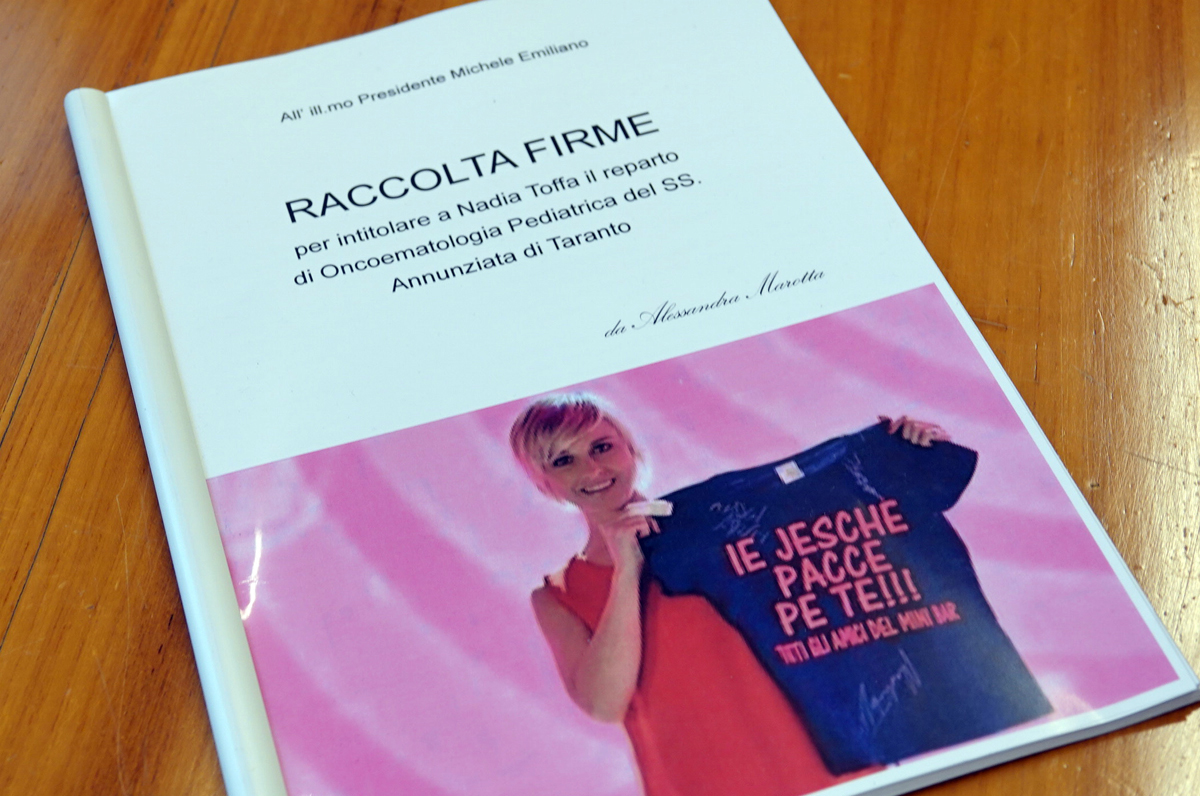 All' ill.mo Presidente Michele Emiliano
RACCOLTA FIRME
per intitolare a Nadia Toffa il reparto
di Oncoematologia Pediatrica del SS.
Annunziata di Taranto
da Alessandra Marotta
IE JESCHE
PACCE
PE TE!!!
TUTTI GLI AMICI DEL MINI BAR